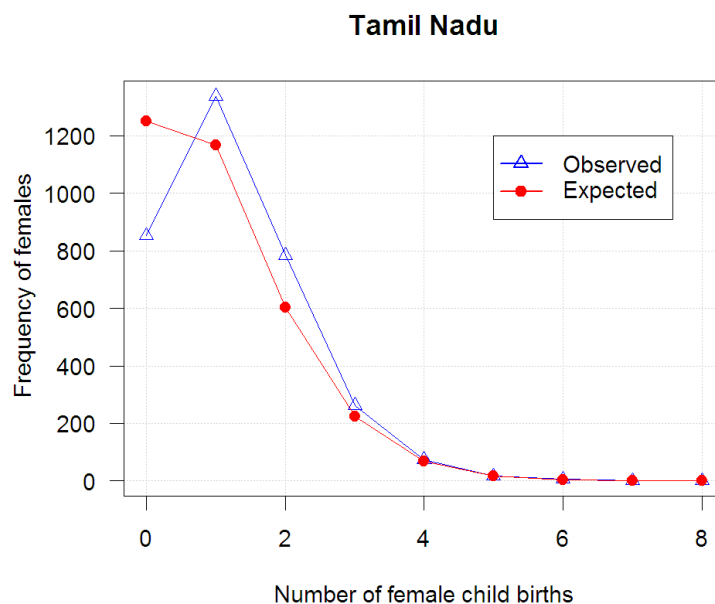 Tamil Nadu
Frequency of females
1200
1000
800
600
400
200
0
Observed
Expected
0 2 4 6 8
Number of female child births